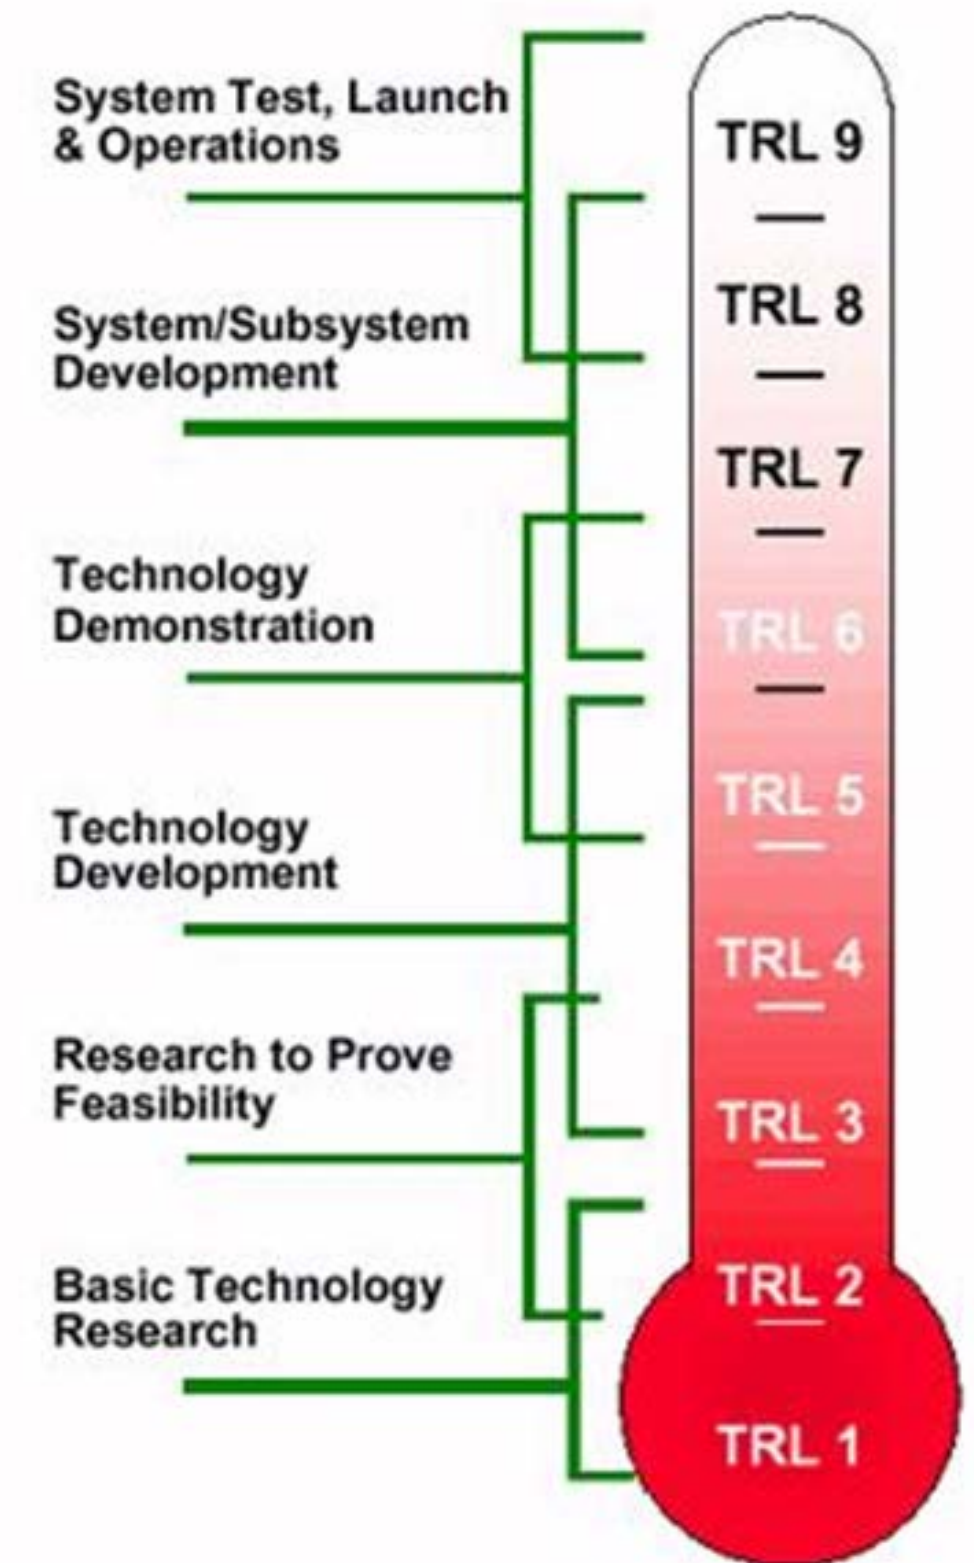 System Test, Launch
& Operations
System/Subsystem
Development
Technology
Demonstration
Technology
Development
Research to Prove
Feasibility
Basic Technology
Research
TRL 9
TRL 8
TRL 7
TRL 6
TRL 5
TRL 4
TRL 3
TRL 2
TRL 1